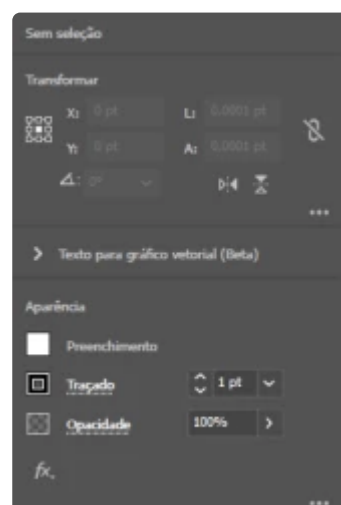 Sem seleção
Transformar
X: 0 pt L: 0,0001 pt
Y: 0 pt A: 0,0001 pt
0°
Texto para gráfico vetorial (Beta)
Aparência
Preenchimento
Traçado 1 pt
Opacidade 100%
fx.